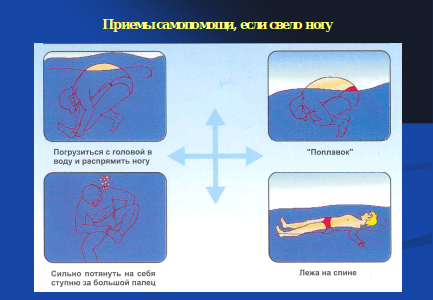 Приемы самопомощи, если свело ногу
Погрузиться с головой в
воду и распрямить ногу
"Поплавок"
Сильно потянуть на себя
ступню за большой палец
Лежа на спине